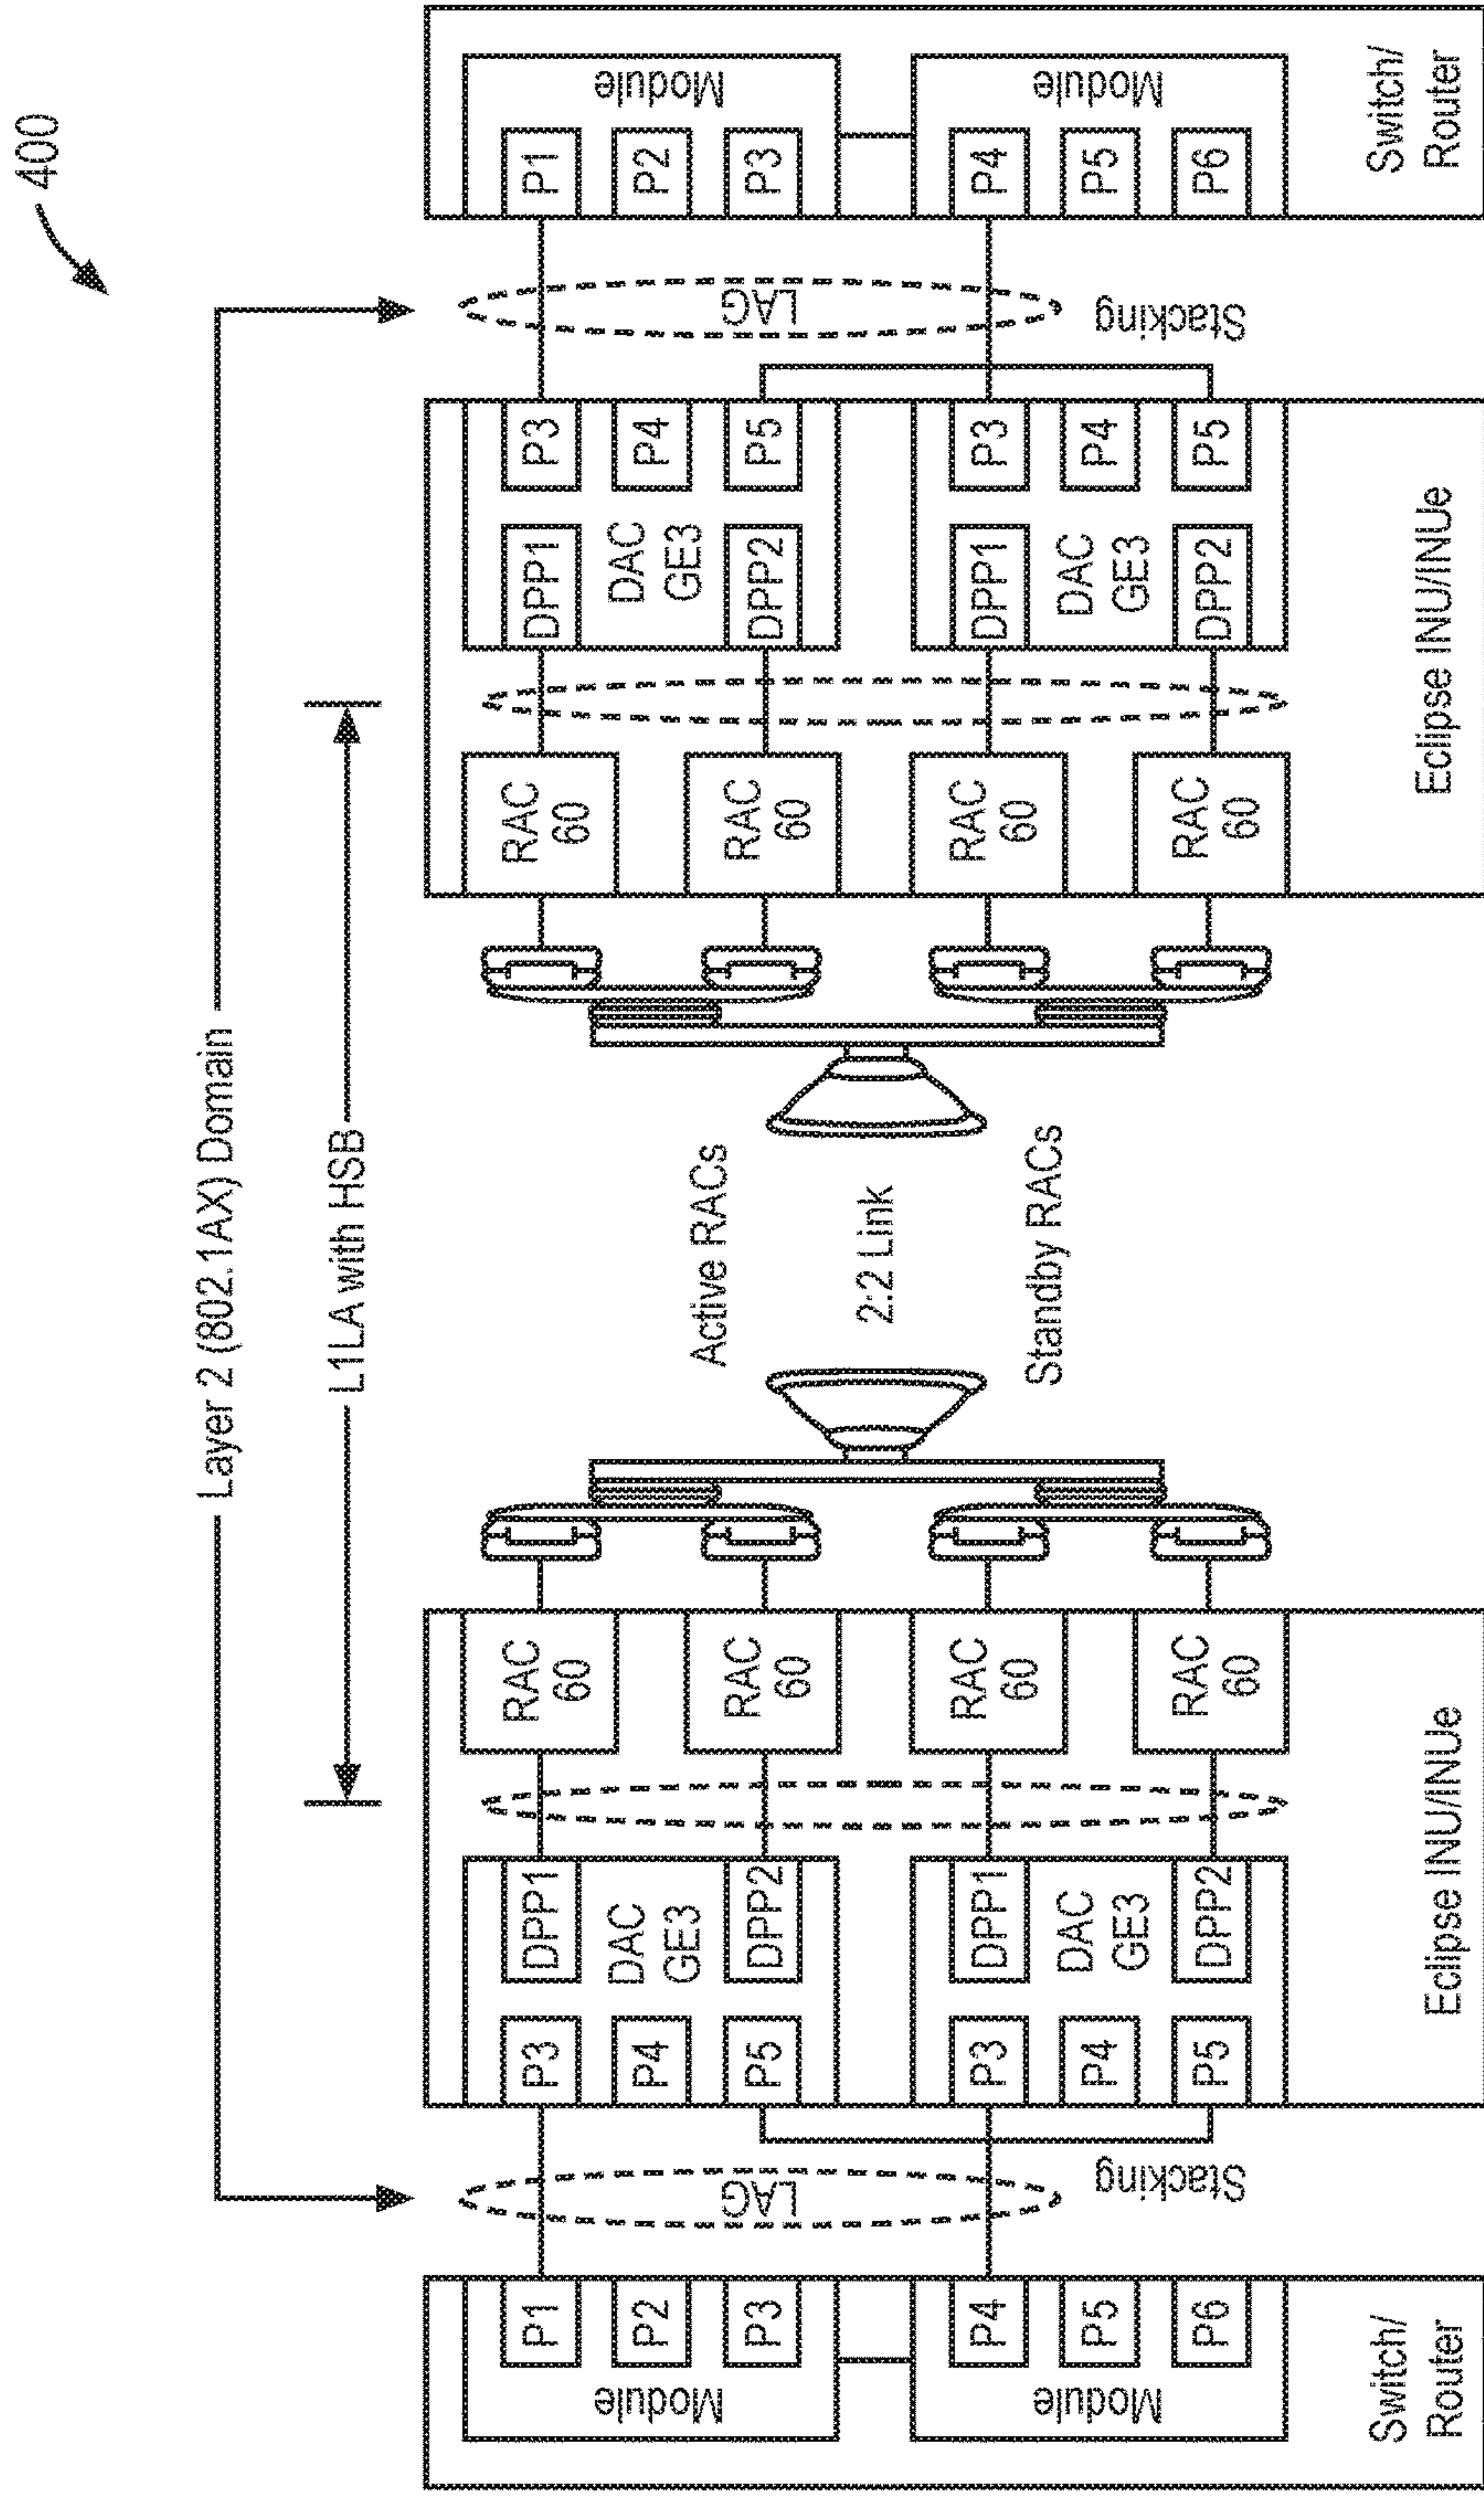 400
Layer 2 (802.1AX) Domain
L1LA with HSB
Module
P1
P2
P3
Module
P4
P5
P6
Switch/
Router
LAG
Stacking
P3
P4
P5
DPP1
DAC
GE3
DPP2
P3
P4
P5
DPP1
DAC
GE3
DPP2
RAC
60
RAC
60
RAC
60
RAC
60
Eclipse INU/INUe
Active RACs
2:2 Link
Standby RACs
RAC
60
RAC
60
RAC
60
RAC
60
DPP1
DAC
GE3
DPP2
P3
P4
P5
DPP1
DAC
GE3
DPP2
P3
P4
P5
Eclipse INU/INUe
LAG
Stacking
P1
P2
P3
Module
P4
P5
P6
Module
Switch/
Router